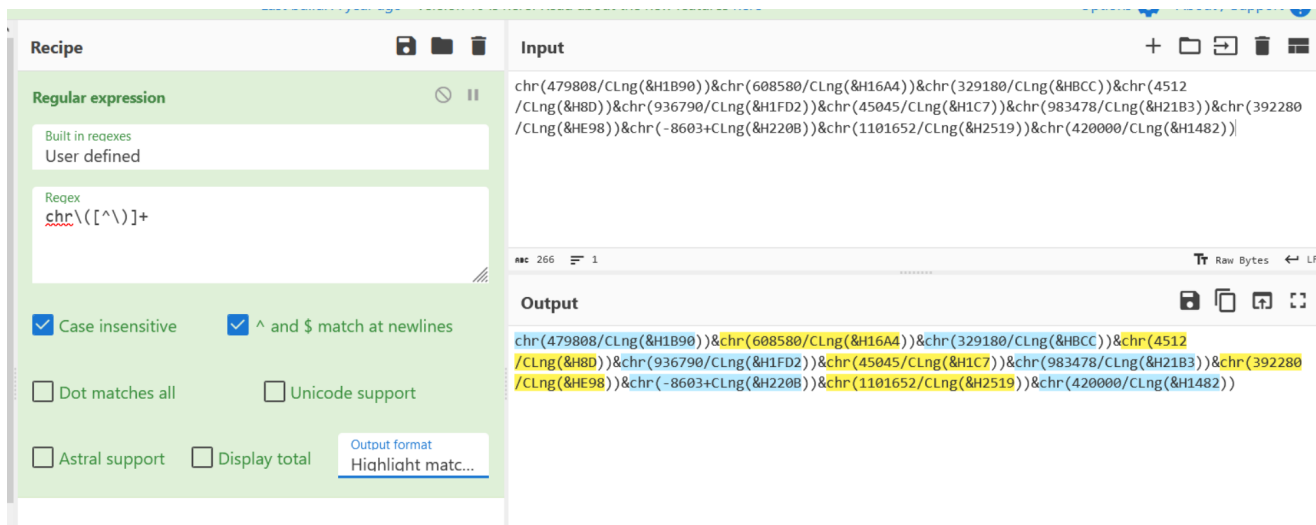 Recipe
Regular expression
Built in regexes
User defined
Regex
chr\([^\)]+
Case insensitive
^ and $ match at newlines
Dot matches all
Unicode support
Astral support
Display total
Output format
Highlight matc...
Input
chr(479808/CLng(&H1B90))&chr(608580/CLng(&H16A4))&chr(329180/CLng(&HBCC))&chr(4512
/CLng(&H8D))&chr(936790/CLng(&H1FD2))&chr(45045/CLng(&H1C7))&chr(983478/CLng(&H21B3))&chr(392280
/CLng(&HE98))&chr(-8603+CLng(&H220B))&chr(1101652/CLng(&H2519))&chr(420000/CLng(&H1482))
ABC 266 1
Tr Raw Bytes LF
Output
chr(479808/CLng(&H1B90))&chr(608580/CLng(&H16A4))&chr(329180/CLng(&HBCC))&chr(4512
/CLng(&H8D))&chr(936790/CLng(&H1FD2))&chr(45045/CLng(&H1C7))&chr(983478/CLng(&H21B3))&chr(392280
/CLng(&HE98))&chr(-8603+CLng(&H220B))&chr(1101652/CLng(&H2519))&chr(420000/CLng(&H1482))